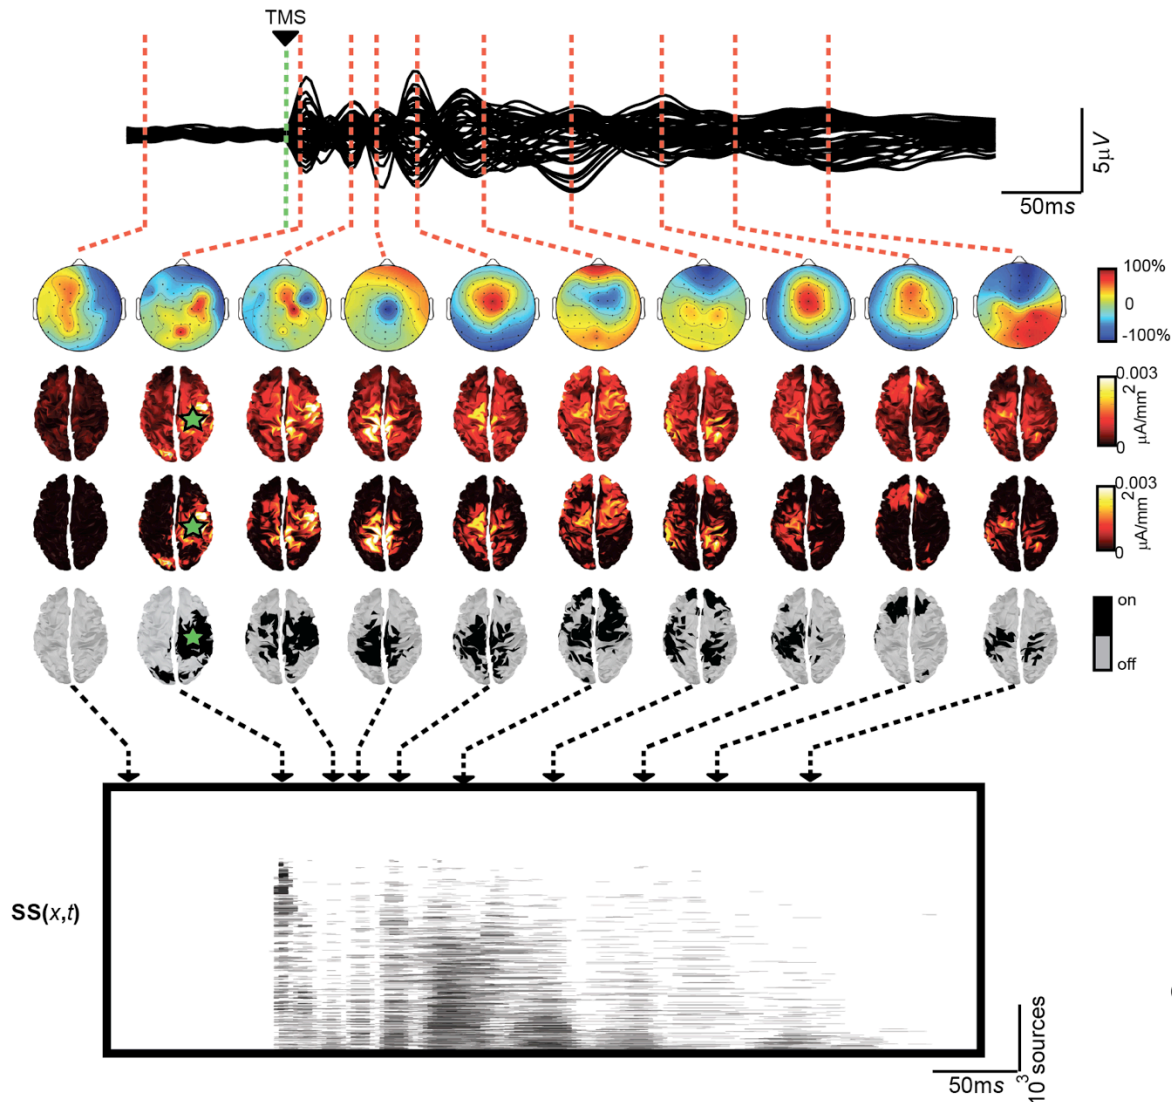 TMS
5μV
50ms
100%
0
-100%
0.003
μA/mm2
0
0.003
μA/mm2
0
on
off
SS(x,t)
103 sources
50ms